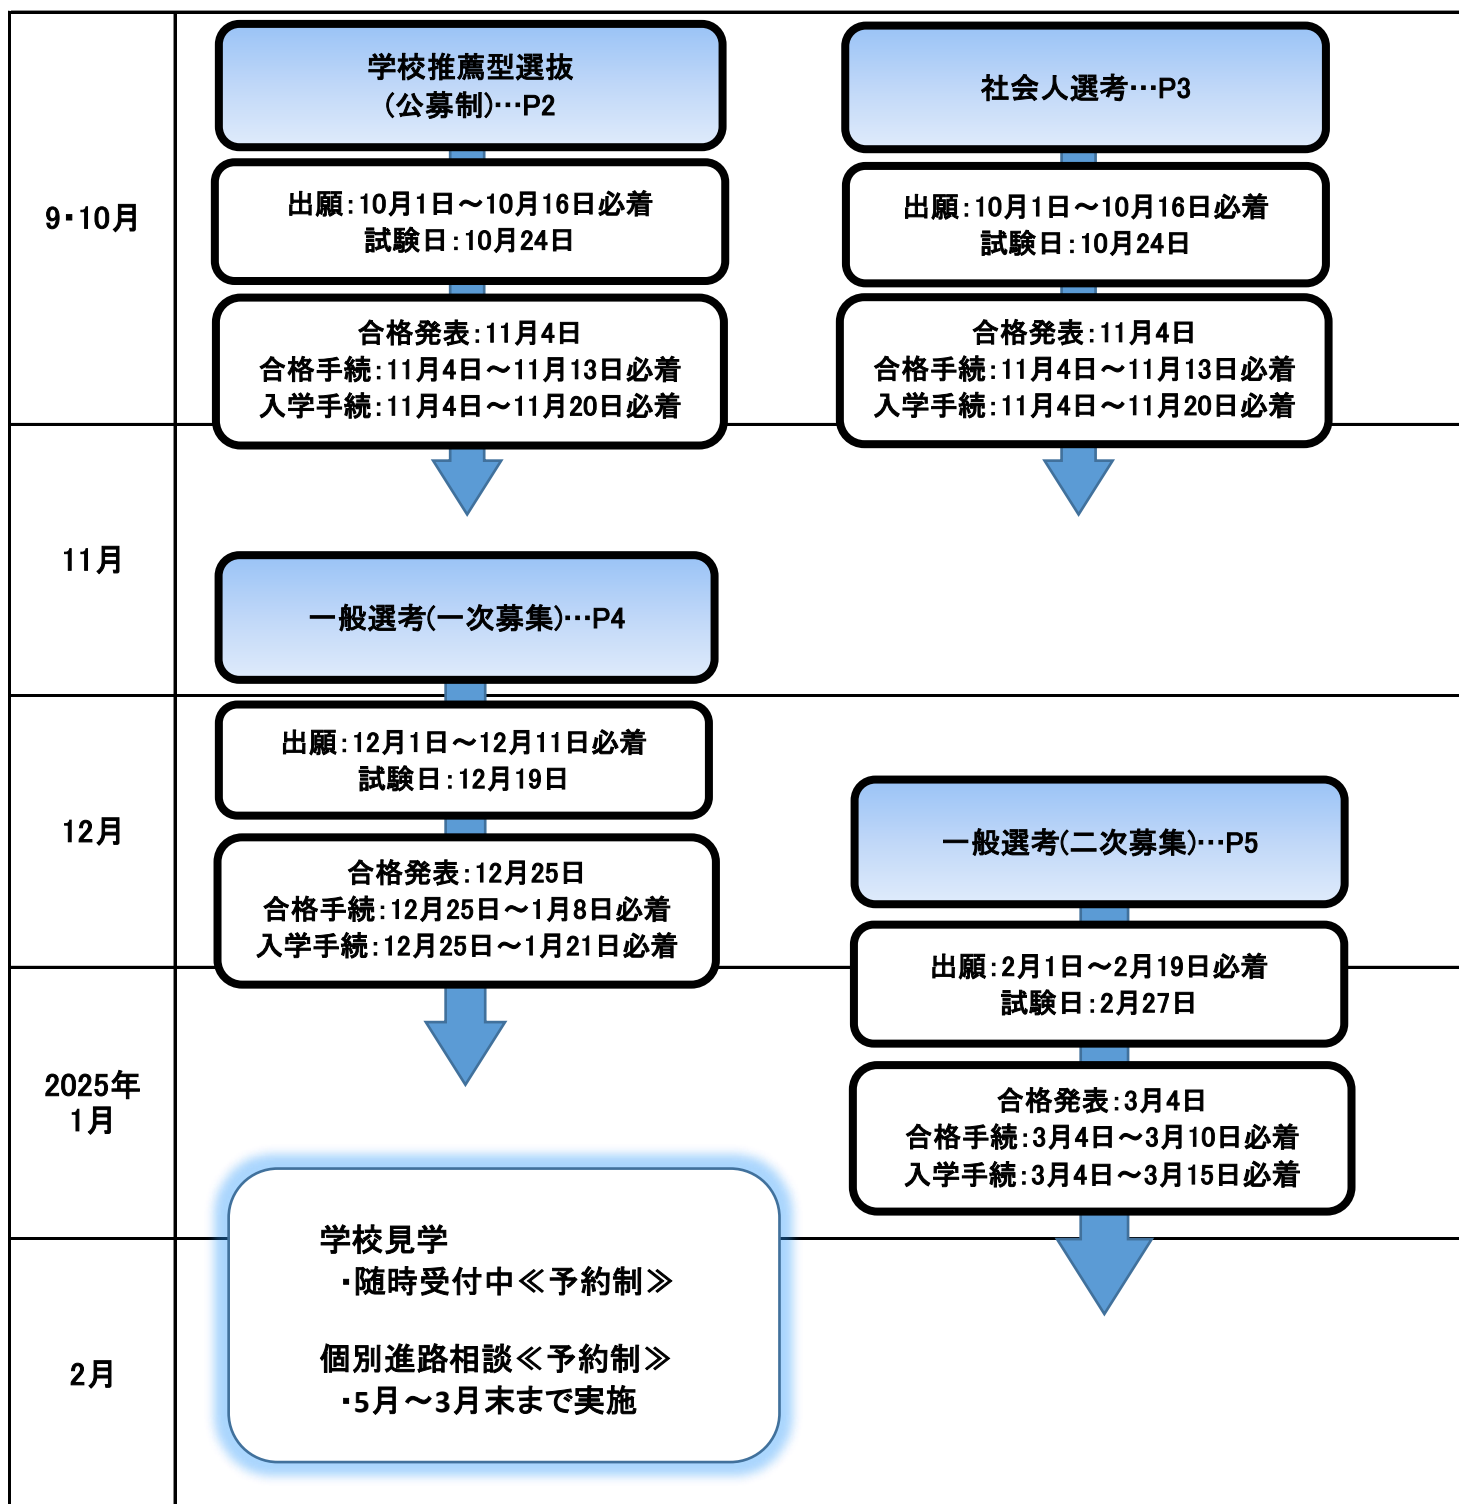 9・10月
学校推薦型選抜
(公募制)…P2
出願：10月1日～10月16日必着
試験日：10月24日
合格発表：11月4日
合格手続：11月4日～11月13日必着
入学手続：11月4日～11月20日必着
社会人選考…P3
出願：10月1日～10月16日必着
試験日：10月24日
合格発表：11月4日
合格手続：11月4日～11月13日必着
入学手続：11月4日～11月20日必着
11月
一般選考(一次募集)…P4
12月
出願：12月1日～12月11日必着
試験日：12月19日
合格発表：12月25日
合格手続：12月25日～1月8日必着
入学手続：12月25日～1月21日必着
一般選考(二次募集)…P5
出願：2月1日～2月19日必着
試験日：2月27日
合格発表：3月4日
合格手続：3月4日～3月10日必着
入学手続：3月4日～3月15日必着
2025年
1月
2月
学校見学
・随時受付中≪予約制≫
個別進路相談≪予約制≫
・5月～3月末まで実施